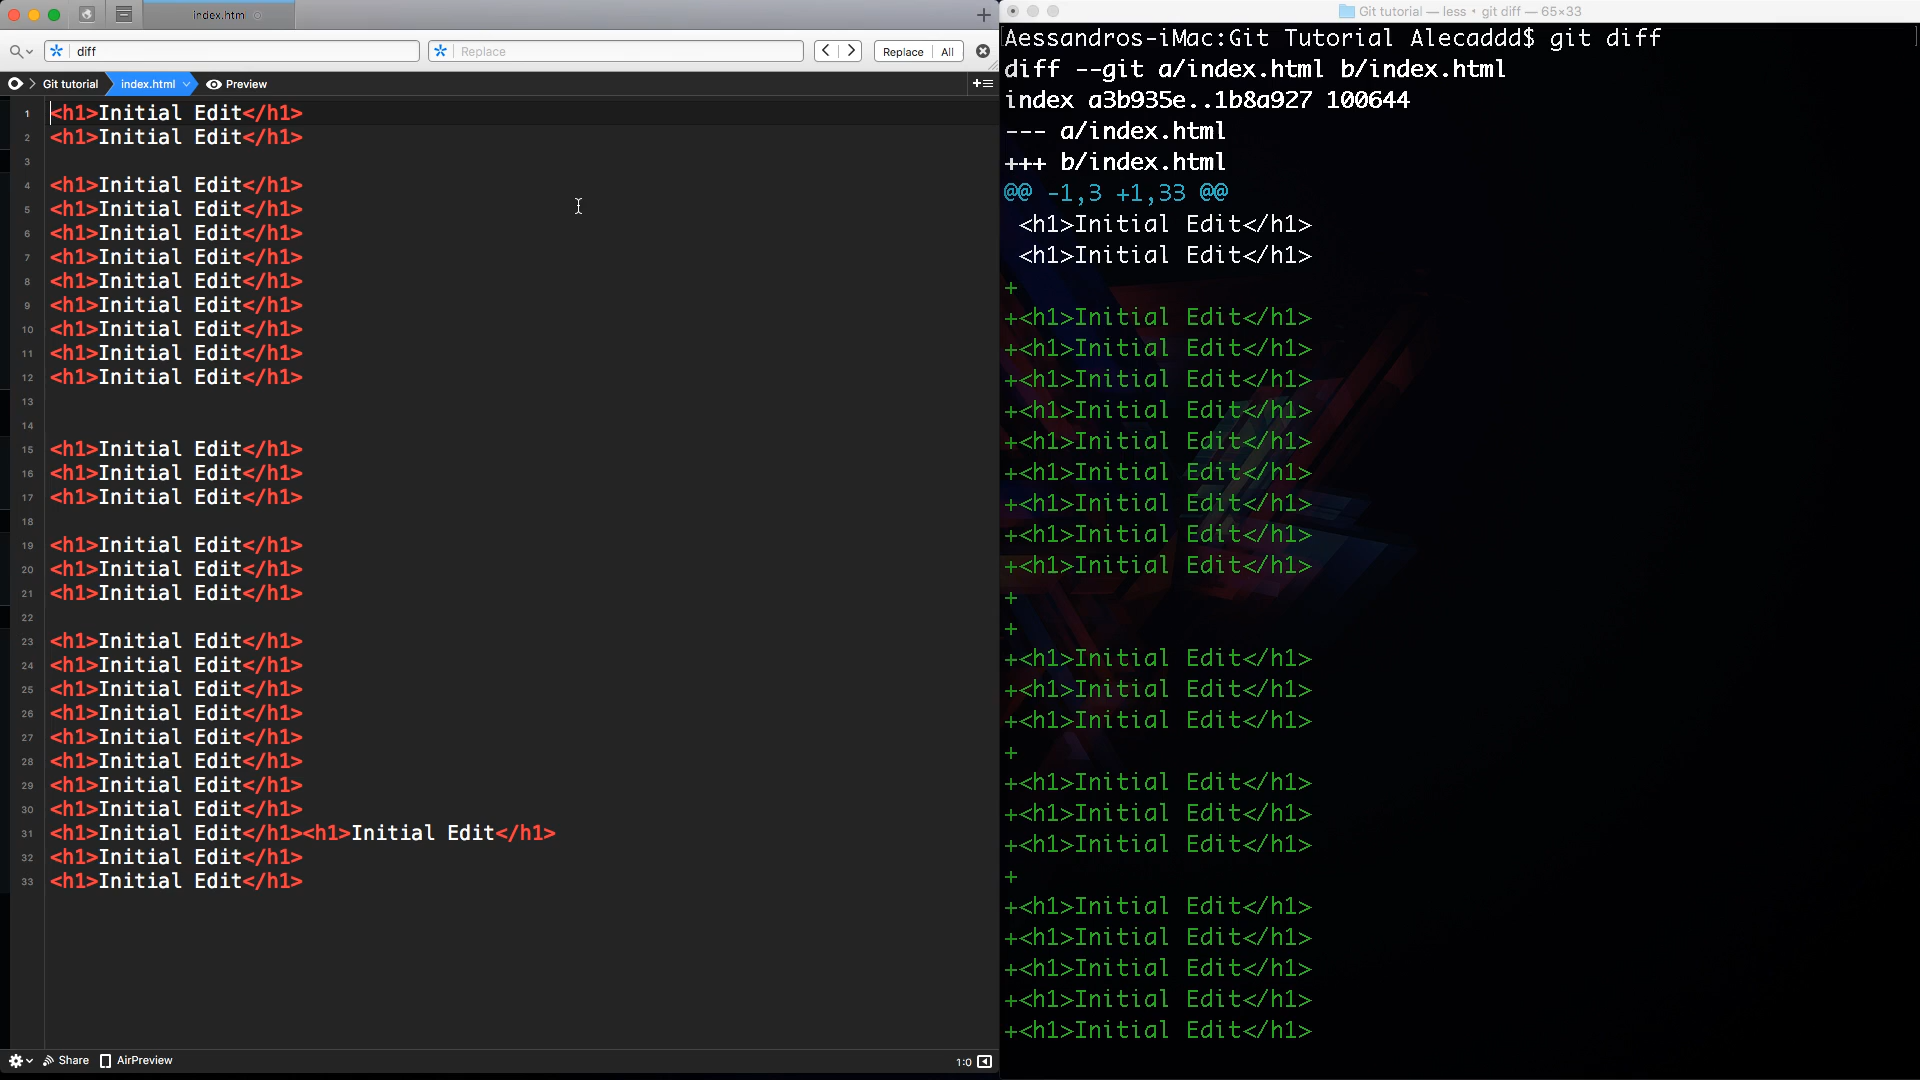 index.htm
diff
Replace
Replace
All
Git tutorial
index.html
Preview
1 <h1>Initial Edit</h1>
2 <h1>Initial Edit</h1>
3
4 <h1>Initial Edit</h1>
5 <h1>Initial Edit</h1>
6 <h1>Initial Edit</h1>
7 <h1>Initial Edit</h1>
8 <h1>Initial Edit</h1>
9 <h1>Initial Edit</h1>
10 <h1>Initial Edit</h1>
11 <h1>Initial Edit</h1>
12 <h1>Initial Edit</h1>
13
14
15 <h1>Initial Edit</h1>
16 <h1>Initial Edit</h1>
17 <h1>Initial Edit</h1>
18
19 <h1>Initial Edit</h1>
20 <h1>Initial Edit</h1>
21 <h1>Initial Edit</h1>
22
23 <h1>Initial Edit</h1>
24 <h1>Initial Edit</h1>
25 <h1>Initial Edit</h1>
26 <h1>Initial Edit</h1>
27 <h1>Initial Edit</h1>
28 <h1>Initial Edit</h1>
29 <h1>Initial Edit</h1>
30 <h1>Initial Edit</h1>
31 <h1>Initial Edit</h1><h1>Initial Edit</h1>
32 <h1>Initial Edit</h1>
33 <h1>Initial Edit</h1>
Share
AirPreview
1:0
Git tutorial — less • git diff — 65×33
Aessandros-iMac:Git Tutorial Alecaddd$ git diff
diff --git a/index.html b/index.html
index a3b935e..1b8a927 100644
--- a/index.html
+++ b/index.html
@@ -1,3 +1,33 @@
 <h1>Initial Edit</h1>
 <h1>Initial Edit</h1>
+
+<h1>Initial Edit</h1>
+<h1>Initial Edit</h1>
+<h1>Initial Edit</h1>
+<h1>Initial Edit</h1>
+<h1>Initial Edit</h1>
+<h1>Initial Edit</h1>
+<h1>Initial Edit</h1>
+<h1>Initial Edit</h1>
+<h1>Initial Edit</h1>
+
+
+<h1>Initial Edit</h1>
+<h1>Initial Edit</h1>
+<h1>Initial Edit</h1>
+
+<h1>Initial Edit</h1>
+<h1>Initial Edit</h1>
+<h1>Initial Edit</h1>
+
+<h1>Initial Edit</h1>
+<h1>Initial Edit</h1>
+<h1>Initial Edit</h1>
+<h1>Initial Edit</h1>
+<h1>Initial Edit</h1>